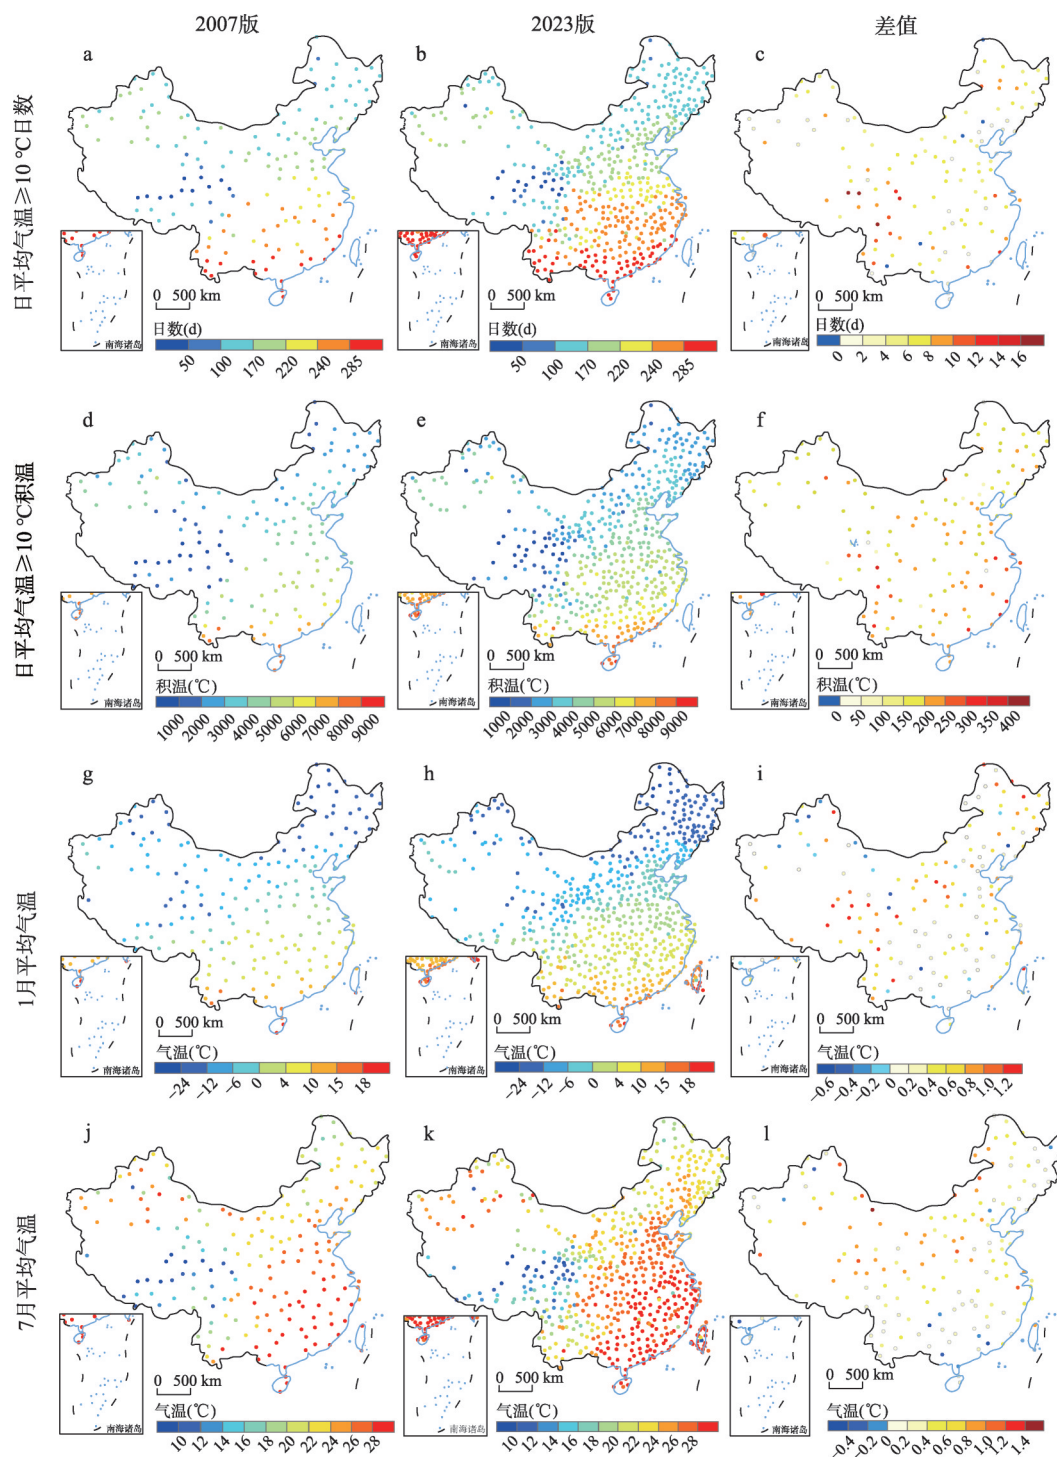 2007版
2023版
差值
日平均气温≥10 ℃日数
a
0 500 km
南海诸岛
日数(d)
50 100 170 220 240 285
b
0 500 km
南海诸岛
日数(d)
50 100 170 220 240 285
c
0 500 km
南海诸岛
日数(d)
0 2 4 6 8 10 12 14 16
日平均气温≥10 ℃积温
d
0 500 km
南海诸岛
积温(℃)
1000 2000 3000 4000 5000 6000 7000 8000 9000
e
0 500 km
南海诸岛
积温(℃)
1000 2000 3000 4000 5000 6000 7000 8000 9000
f
0 500 km
南海诸岛
积温(℃)
0 50 100 150 200 250 300 350 400
1月平均气温
g
0 500 km
南海诸岛
气温(℃)
−24 −12 −6 0 4 10 15 18
h
0 500 km
南海诸岛
气温(℃)
−24 −12 −6 0 4 10 15 18
i
0 500 km
南海诸岛
气温(℃)
−0.6 −0.4 −0.2 0 0.2 0.4 0.6 0.8 1.0 1.2
7月平均气温
j
0 500 km
南海诸岛
气温(℃)
10 12 14 16 18 20 22 24 26 28
k
0 500 km
南海诸岛
气温(℃)
10 12 14 16 18 20 22 24 26 28
l
0 500 km
南海诸岛
气温(℃)
−0.4 −0.2 0 0.2 0.4 0.6 0.8 1.0 1.2 1.4